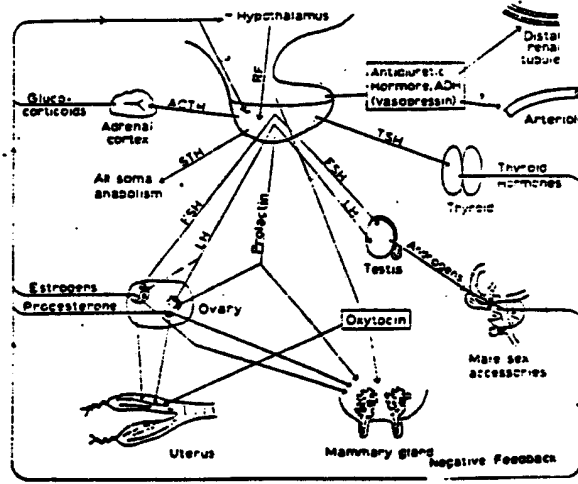 Hypothalamus
RF
Distal
renal
tubule
Antidiuretic
Hormone, ADH
(Vasopressin)
Gluco-
corticoids
ACTH
Adrenal
cortex
Arteriole
STH
TSH
All soma
anabolism
FSH
LH
Prolactin
FSH
LH
Thyroid
Hormones
Thyroid
Testis
Androgens
Estrogens
Progesterone
Ovary
Oxytocin
Male sex
accessories
Uterus
Mammary gland
Negative Feedback